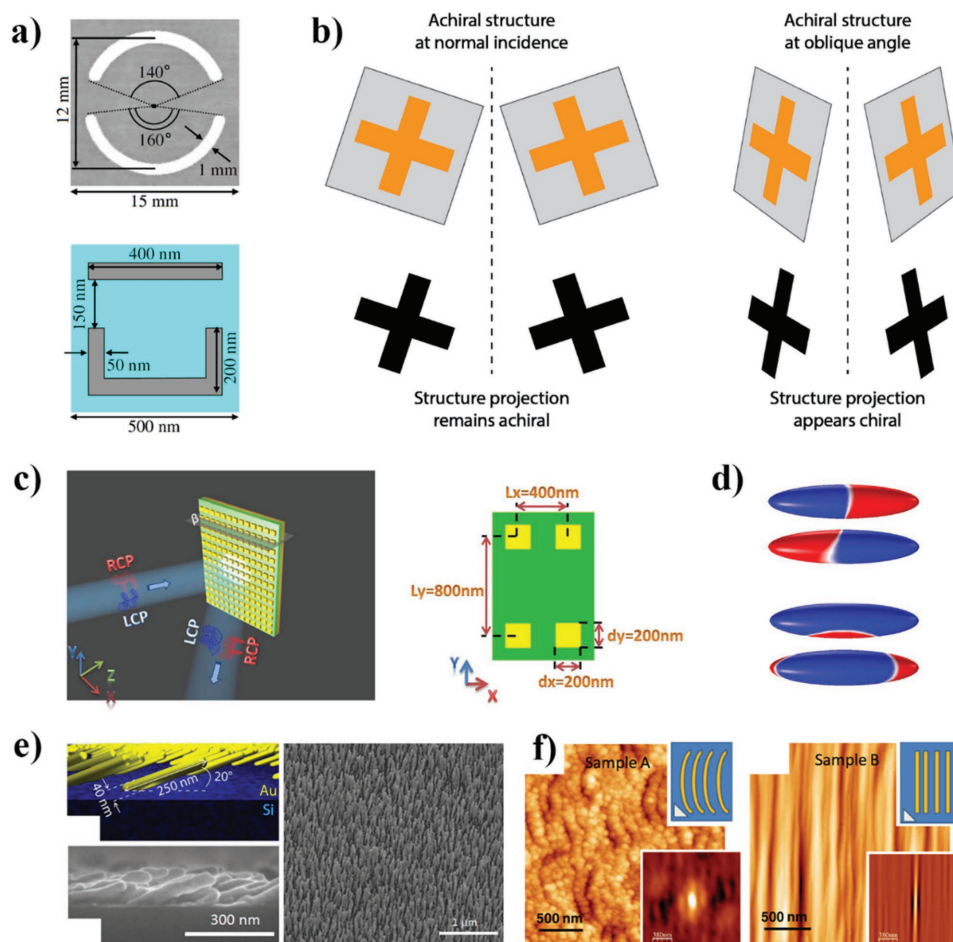 a)
140°
12 mm
160°
1 mm
15 mm
400 nm
150 nm
50 nm
200 nm
500 nm
b)
Achiral structure
at normal incidence
Achiral structure
at oblique angle
Structure projection
remains achiral
Structure projection
appears chiral
c)
β
RCP
LCP
LCP
RCP
Y
Z
X
Lx=400nm
Ly=800nm
dy=200nm
dx=200nm
Y
X
d)
e)
250 nm
20°
40 nm
Au
Si
300 nm
2 μm
f)
Sample A
500 nm
380nm
Sample B
500 nm
380nm